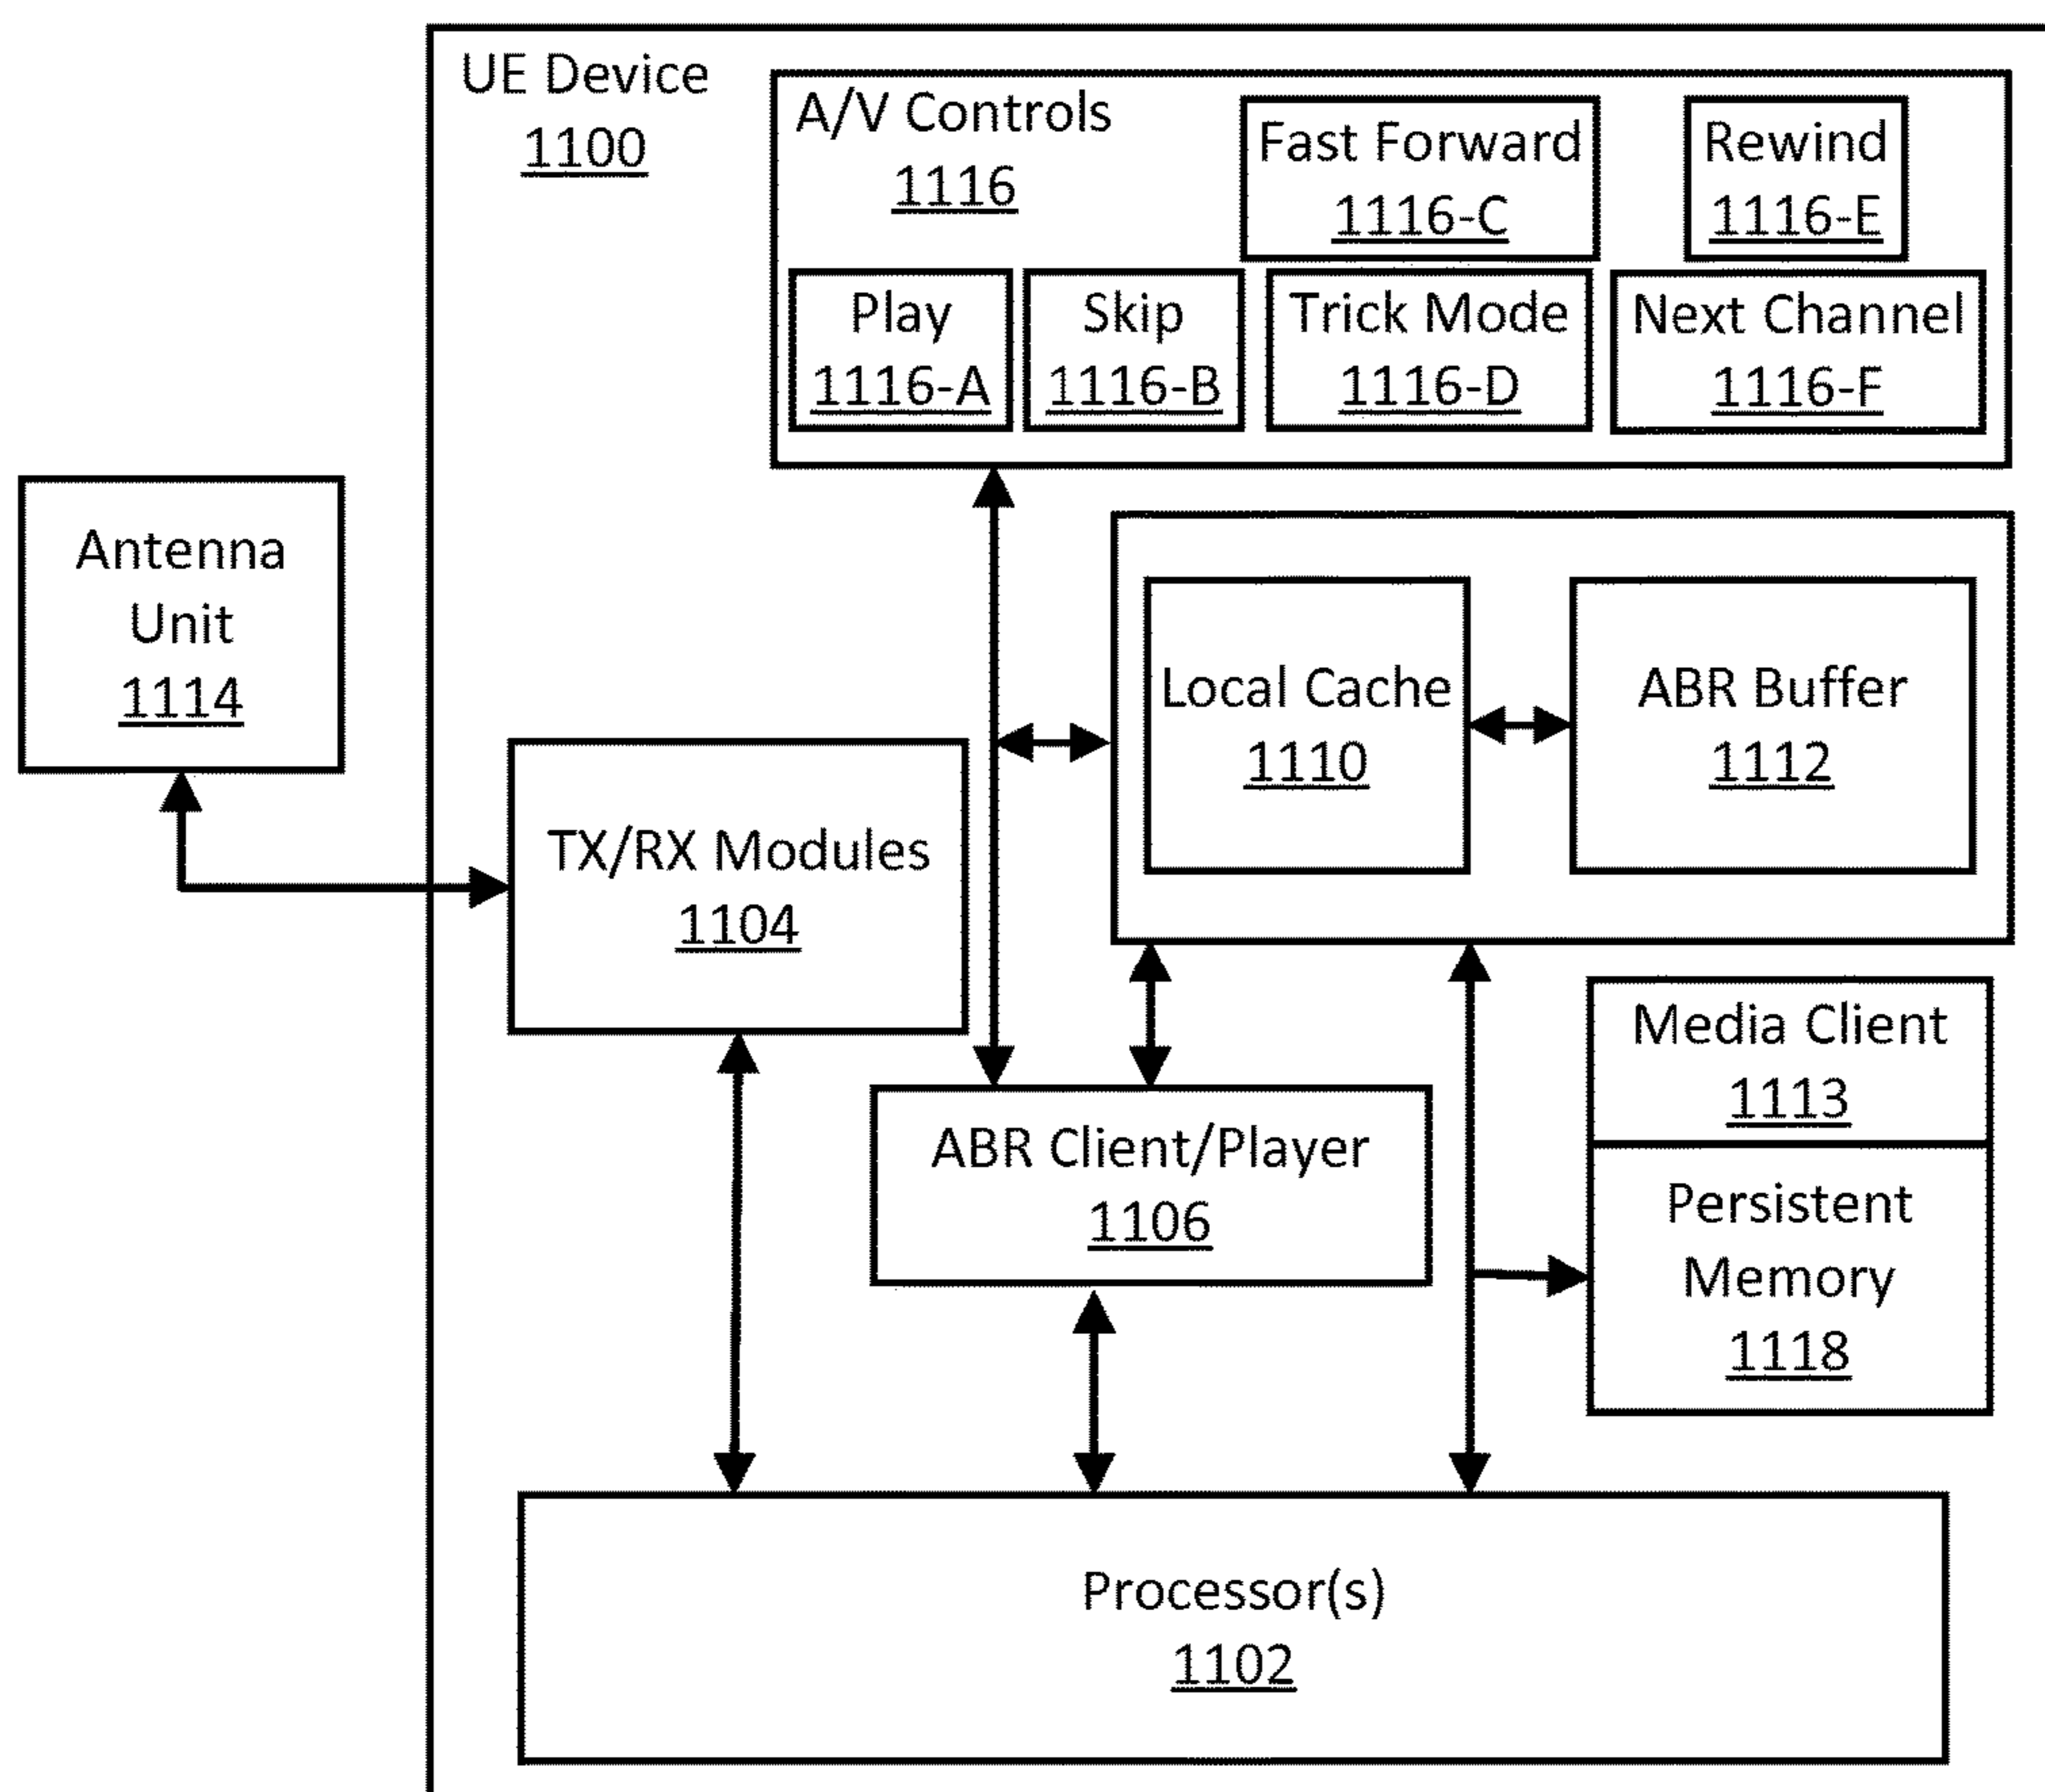 UE Device
1100
A/V Controls
1116
Fast Forward
1116-C
Rewind
1116-E
Play
1116-A
Skip
1116-B
Trick Mode
1116-D
Next Channel
1116-F
Antenna
Unit
1114
Local Cache
1110
ABR Buffer
1112
TX/RX Modules
1104
Media Client
1113
ABR Client/Player
1106
Persistent
Memory
1118
Processor(s)
1102